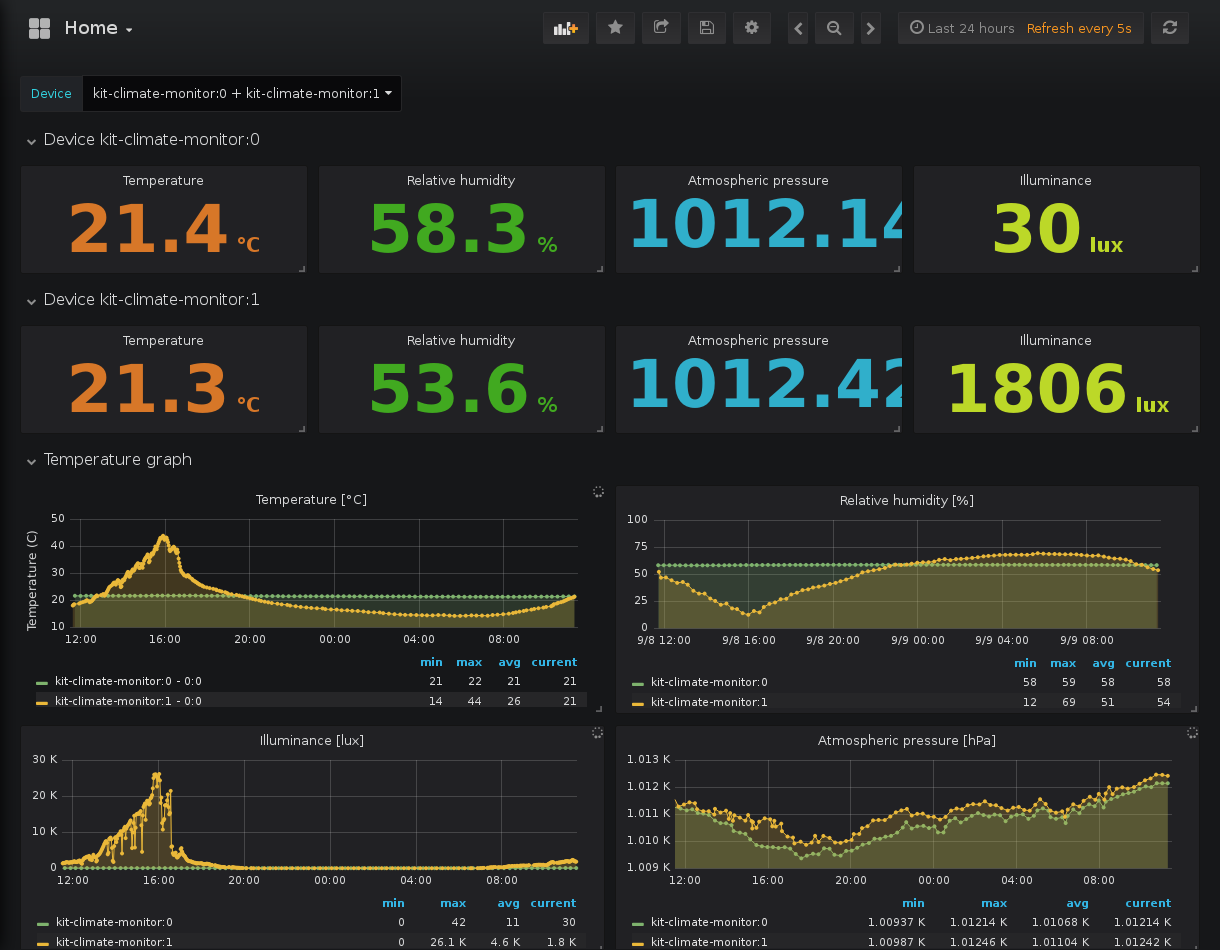 Home
Last 24 hours Refresh every 5s
Device kit-climate-monitor:0 + kit-climate-monitor:1
Device kit-climate-monitor:0
Temperature Relative humidity Atmospheric pressure Illuminance
21.4 °C 58.3 % 1012.14 30 lux
Device kit-climate-monitor:1
Temperature Relative humidity Atmospheric pressure Illuminance
21.3 °C 53.6 % 1012.42 1806 lux
Temperature graph
Temperature [°C]
Temperature (C)
50
40
30
20
10
12:00 16:00 20:00 00:00 04:00 08:00
min max avg current
kit-climate-monitor:0 - 0:0 21 22 21 21
kit-climate-monitor:1 - 0:0 14 44 26 21
Relative humidity [%]
100
75
50
25
0
9/8 12:00 9/8 16:00 9/8 20:00 9/9 00:00 9/9 04:00 9/9 08:00
min max avg current
kit-climate-monitor:0 58 59 58 58
kit-climate-monitor:1 12 69 51 54
Illuminance [lux]
30 K
20 K
10 K
0
12:00 16:00 20:00 00:00 04:00 08:00
min max avg current
kit-climate-monitor:0 0 42 11 30
kit-climate-monitor:1 0 26.1 K 4.6 K 1.8 K
Atmospheric pressure [hPa]
1.013 K
1.012 K
1.011 K
1.010 K
1.009 K
12:00 16:00 20:00 00:00 04:00 08:00
min max avg current
kit-climate-monitor:0 1.00937 K 1.01214 K 1.01068 K 1.01214 K
kit-climate-monitor:1 1.00987 K 1.01246 K 1.01104 K 1.01242 K